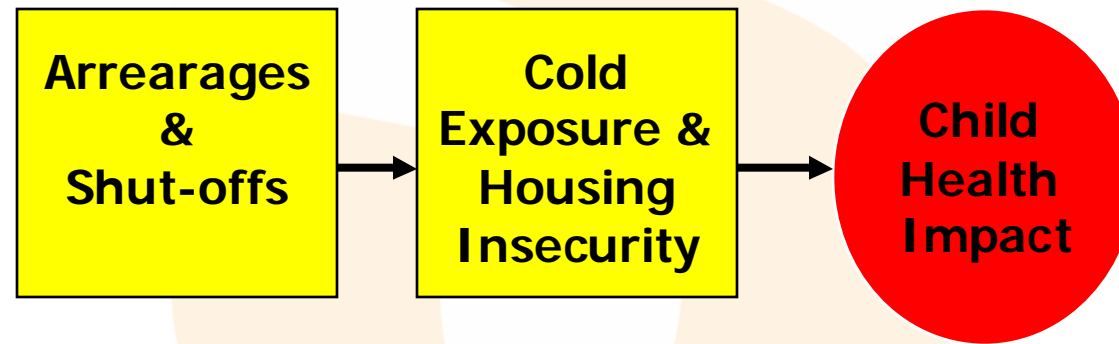 Arrearages
&
Shut-offs
Cold
Exposure &
Housing
Insecurity
Child
Health
Impact